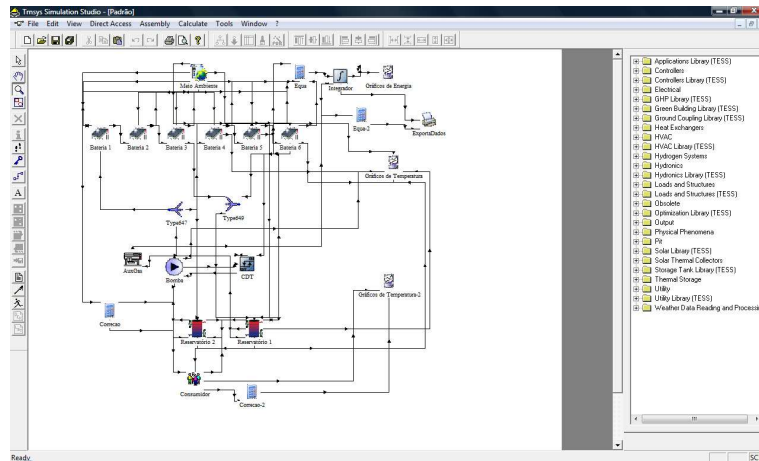 Trnsys Simulation Studio - [Padrão]
File Edit View Direct Access Assembly Calculate Tools Window ?
Meio Ambiente
Equa
Integrador
Gráficos de Energia
Equa-2
ExportaDados
Bateria 1
Bateria 2
Bateria 3
Bateria 4
Bateria 5
Bateria 6
Gráficos de Temperatura
Type647
Type649
AuxGas
Bomba
CDT
Gráficos de Temperatura-2
Correcao
Reservatório 2
Reservatório 1
Consumidor
Correcao-2
Applications Library (TESS)
Controllers
Controllers Library (TESS)
Electrical
GHP Library (TESS)
Green Building Library (TESS)
Ground Coupling Library (TESS)
Heat Exchangers
HVAC
HVAC Library (TESS)
Hydrogen Systems
Hydronics
Hydronics Library (TESS)
Loads and Structures
Loads and Structures (TESS)
Obsolete
Optimization Library (TESS)
Output
Physical Phenomena
Pit
Solar Library (TESS)
Solar Thermal Collectors
Storage Tank Library (TESS)
Thermal Storage
Utility
Utility Library (TESS)
Weather Data Reading and Processi
Ready
SC